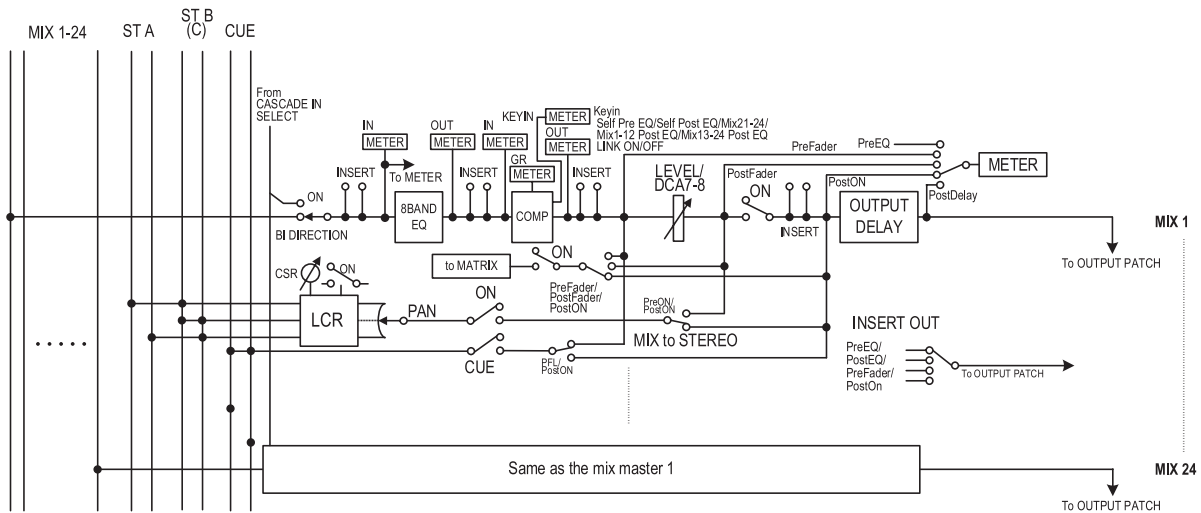 MIX 1-24
ST A
ST B
(C)
CUE
From
CASCADE IN
SELECT
ON
BI DIRECTION
INSERT
IN
METER
To METER
8BAND
EQ
OUT
METER
INSERT
IN
METER
KEYIN
METER
Keyin
Self Pre EQ/Self Post EQ/Mix21-24/
Mix1-12 Post EQ/Mix13-24 Post EQ
LINK ON/OFF
OUT
METER
GR
METER
COMP
INSERT
LEVEL/
DCA7-8
PreFader
PreEQ
METER
PostFader
ON
INSERT
PostON
PostDelay
OUTPUT
DELAY
MIX 1
To OUTPUT PATCH
to MATRIX
ON
PreFader/
PostFader/
PostON
CSR
ON
LCR
PAN
ON
PreON/
PostON
MIX to STEREO
CUE
PFL/
PostON
INSERT OUT
PreEQ/
PostEQ/
PreFader/
PostOn
To OUTPUT PATCH
Same as the mix master 1
MIX 24
To OUTPUT PATCH